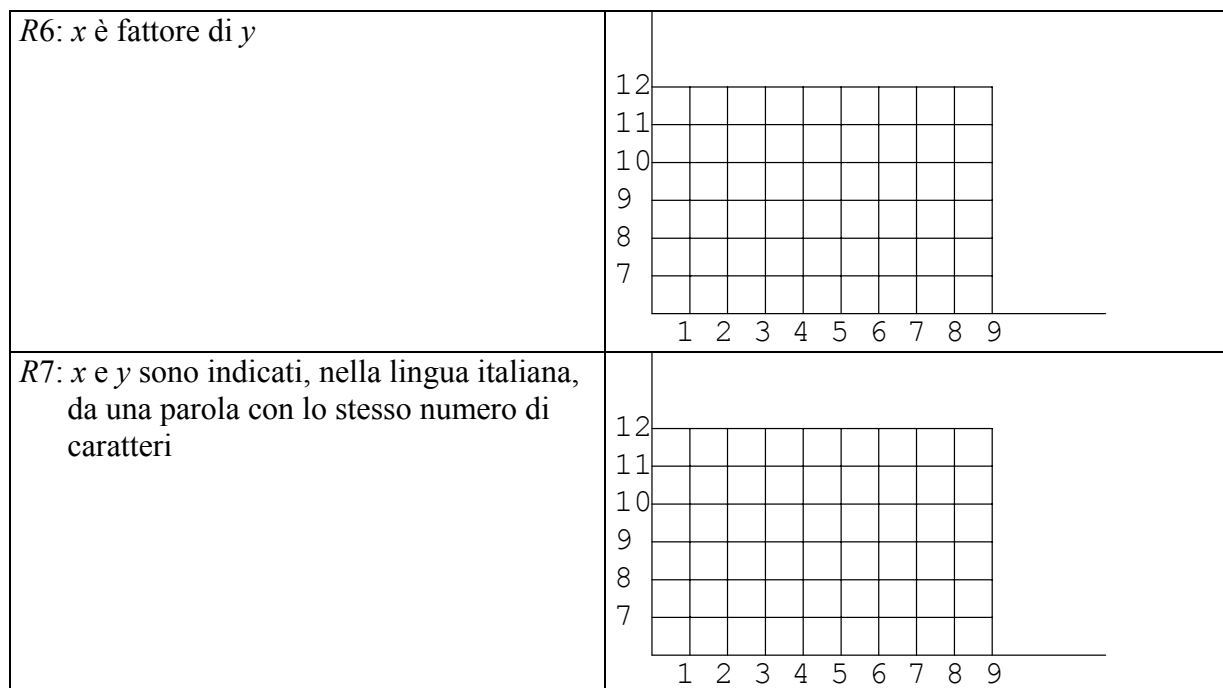 R6: x è fattore di y
12
11
10
9
8
7
1 2 3 4 5 6 7 8 9
R7: x e y sono indicati, nella lingua italiana,
da una parola con lo stesso numero di
caratteri
12
11
10
9
8
7
1 2 3 4 5 6 7 8 9